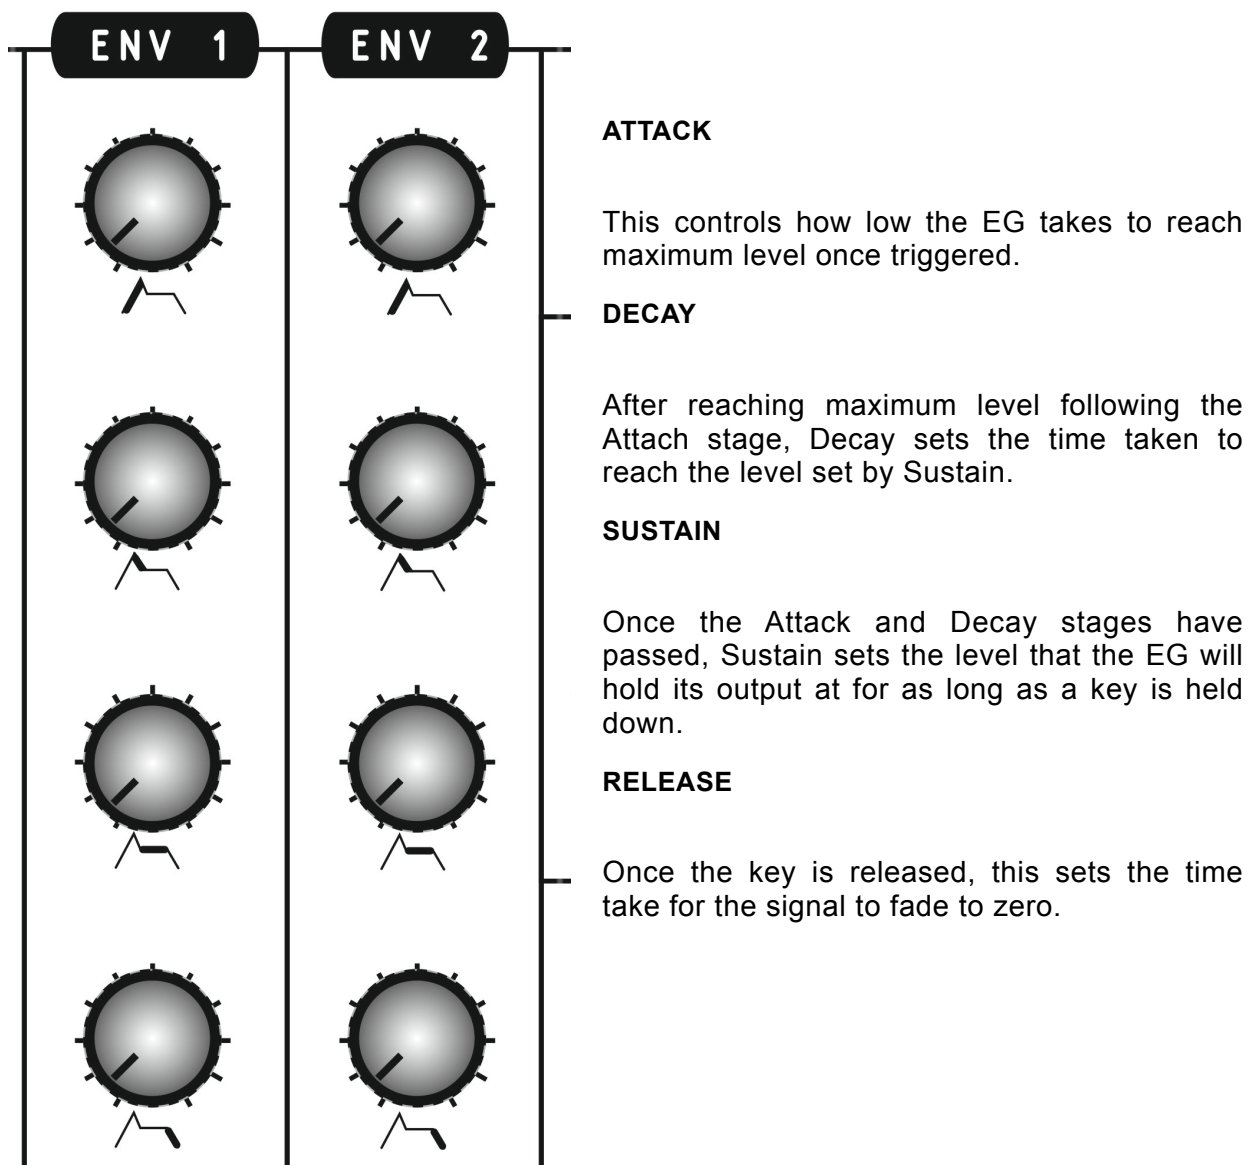 ENV 1
ENV 2
ATTACK
This controls how low the EG takes to reach
maximum level once triggered.
DECAY
After reaching maximum level following the
Attach stage, Decay sets the time taken to
reach the level set by Sustain.
SUSTAIN
Once the Attack and Decay stages have
passed, Sustain sets the level that the EG will
hold its output at for as long as a key is held
down.
RELEASE
Once the key is released, this sets the time
take for the signal to fade to zero.